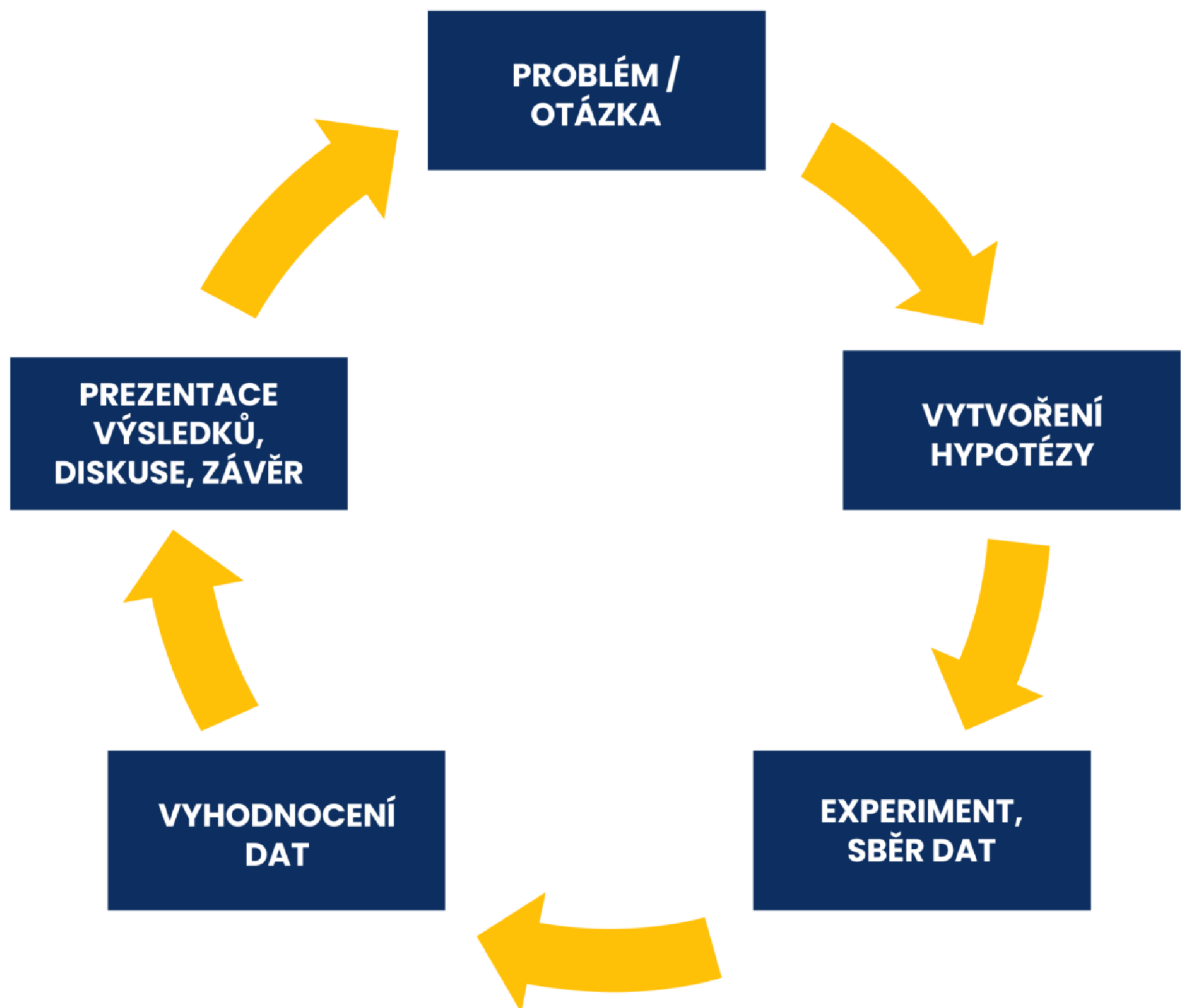 PROBLÉM /
OTÁZKA
VYTVOŘENÍ
HYPOTÉZY
EXPERIMENT,
SBĚR DAT
VYHODNOCENÍ
DAT
PREZENTACE
VÝSLEDKŮ,
DISKUSE, ZÁVĚR